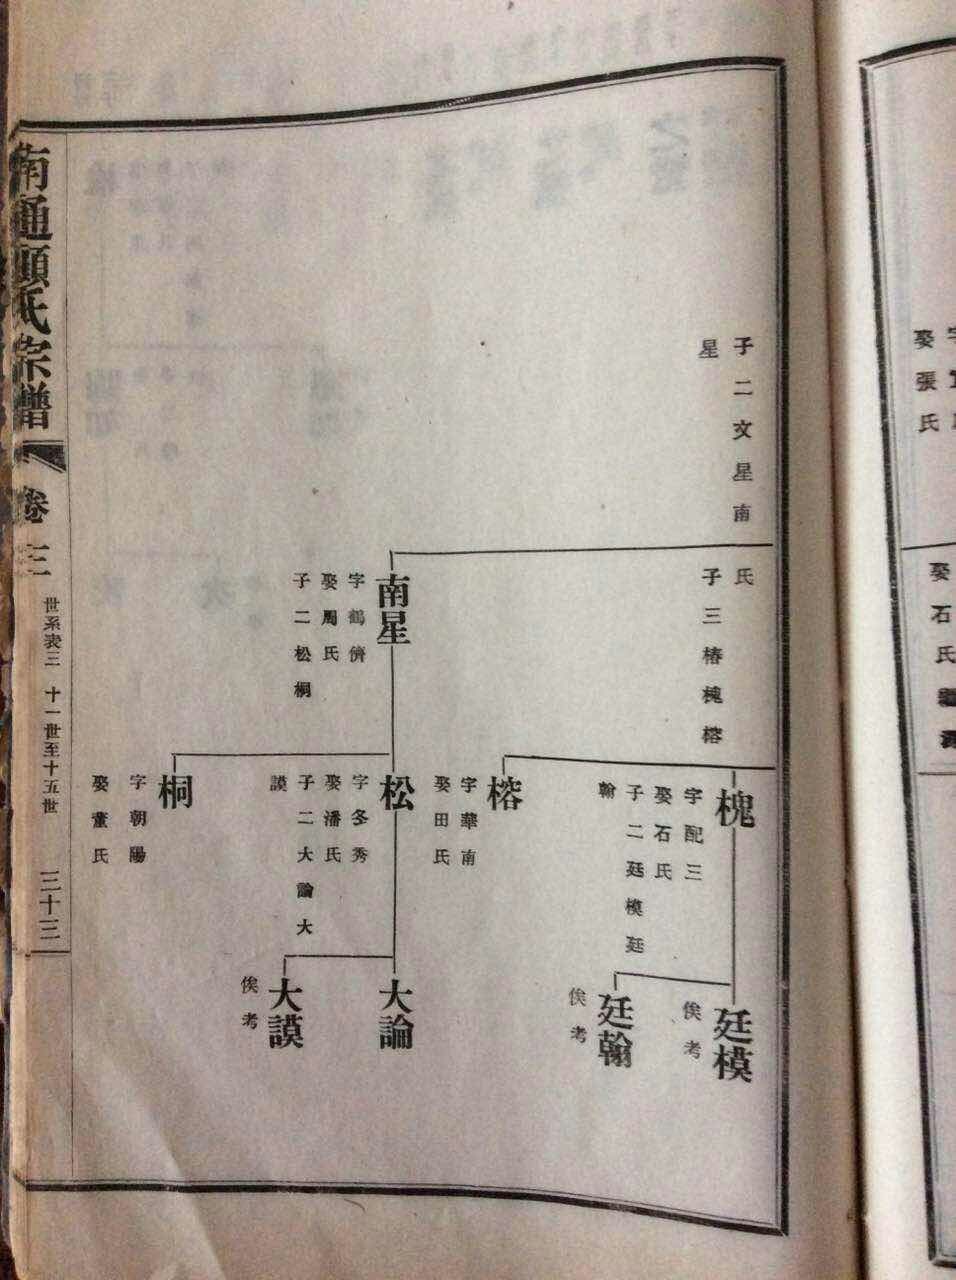 娶張氏
娶石氏
子二文星南
星
氏
子三椿槐榕
槐
字配三
娶石氏
子二廷模廷
翰
榕
字華南
娶田氏
廷模
俟考
廷翰
俟考
南星
字鶴儕
娶周氏
子二松桐
松
字冬秀
娶潘氏
子二大論大
謨
桐
字朝陽
娶董氏
大論
大謨
俟考
南通顧氏宗譜
卷三
世系表三 十一世至十五世
三十三